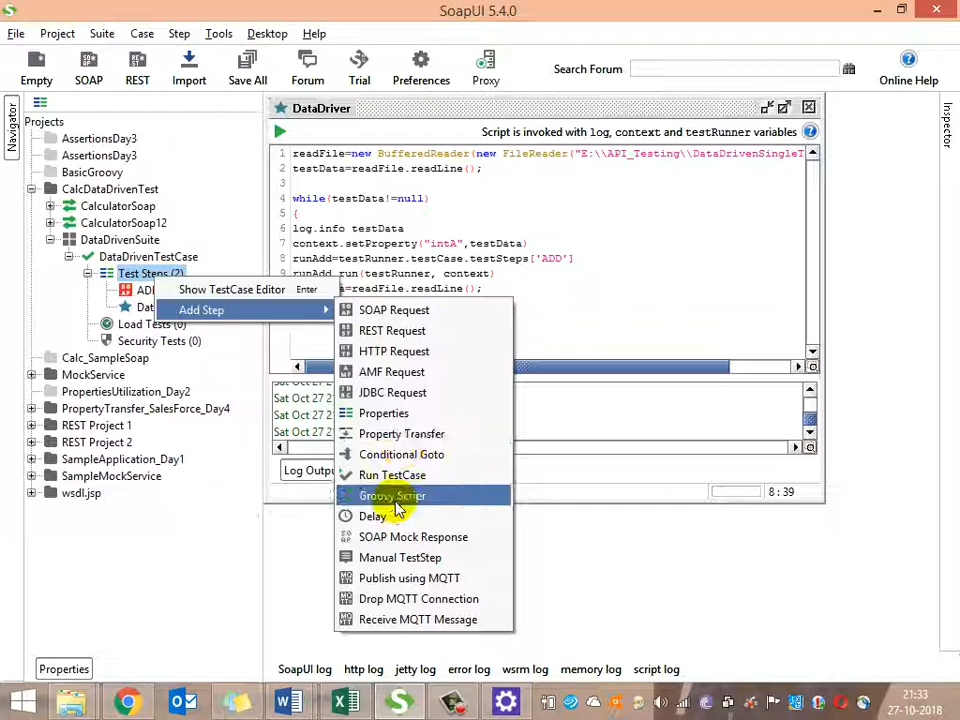 SoapUI 5.4.0
File Project Suite Case Step Tools Desktop Help
Empty SOAP REST Import Save All Forum Trial Preferences Proxy Search Forum Online Help
Navigator
Inspector
Projects
AssertionsDay3
AssertionsDay3
BasicGroovy
CalcDataDrivenTest
CalculatorSoap
CalculatorSoap12
DataDrivenSuite
DataDrivenTestCase
Test Steps (2)
Load Tests (0)
Security Tests (0)
Calc_SampleSoap
MockService
PropertiesUtilization_Day2
PropertyTransfer_SalesForce_Day4
REST Project 1
REST Project 2
SampleApplication_Day1
SampleMockService
wsdl.jsp
Show TestCase Editor Enter
Add Step
SOAP Request
REST Request
HTTP Request
AMF Request
JDBC Request
Properties
Property Transfer
Conditional Goto
Run TestCase
Groovy Script
Delay
SOAP Mock Response
Manual TestStep
Publish using MQTT
Drop MQTT Connection
Receive MQTT Message
DataDriver
Script is invoked with log, context and testRunner variables
1 readFile=new BufferedReader(new FileReader("E:\\API_Testing\\DataDrivenSingleT
2 testData=readFile.readLine();
3
4 while(testData!=null)
5 {
6 log.info testData
7 context.setProperty("intA",testData)
8 runAdd=testRunner.testCase.testSteps['ADD']
runAdd.run(testRunner, context)
=readFile.readLine();
Sat Oct 27 21
Sat Oct 27 21
Sat Oct 27 21
Log Outpu
8:39
Properties
SoapUI log http log jetty log error log wsrm log memory log script log
21:33
27-10-2018